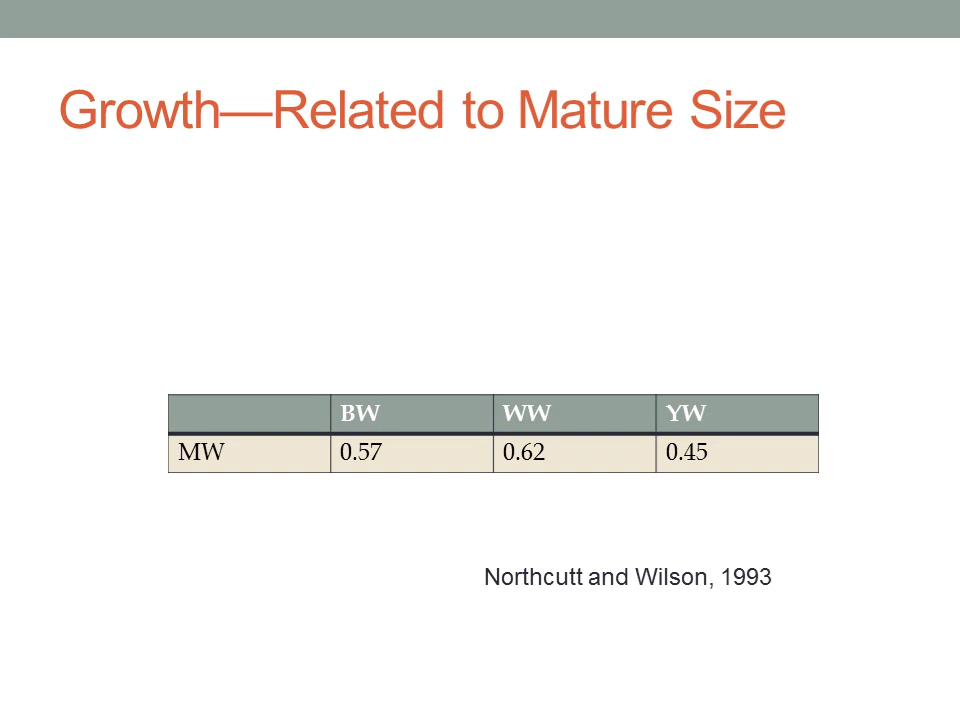 Growth—Related to Mature Size
BW WW YW
MW 0.57 0.62 0.45
Northcutt and Wilson, 1993